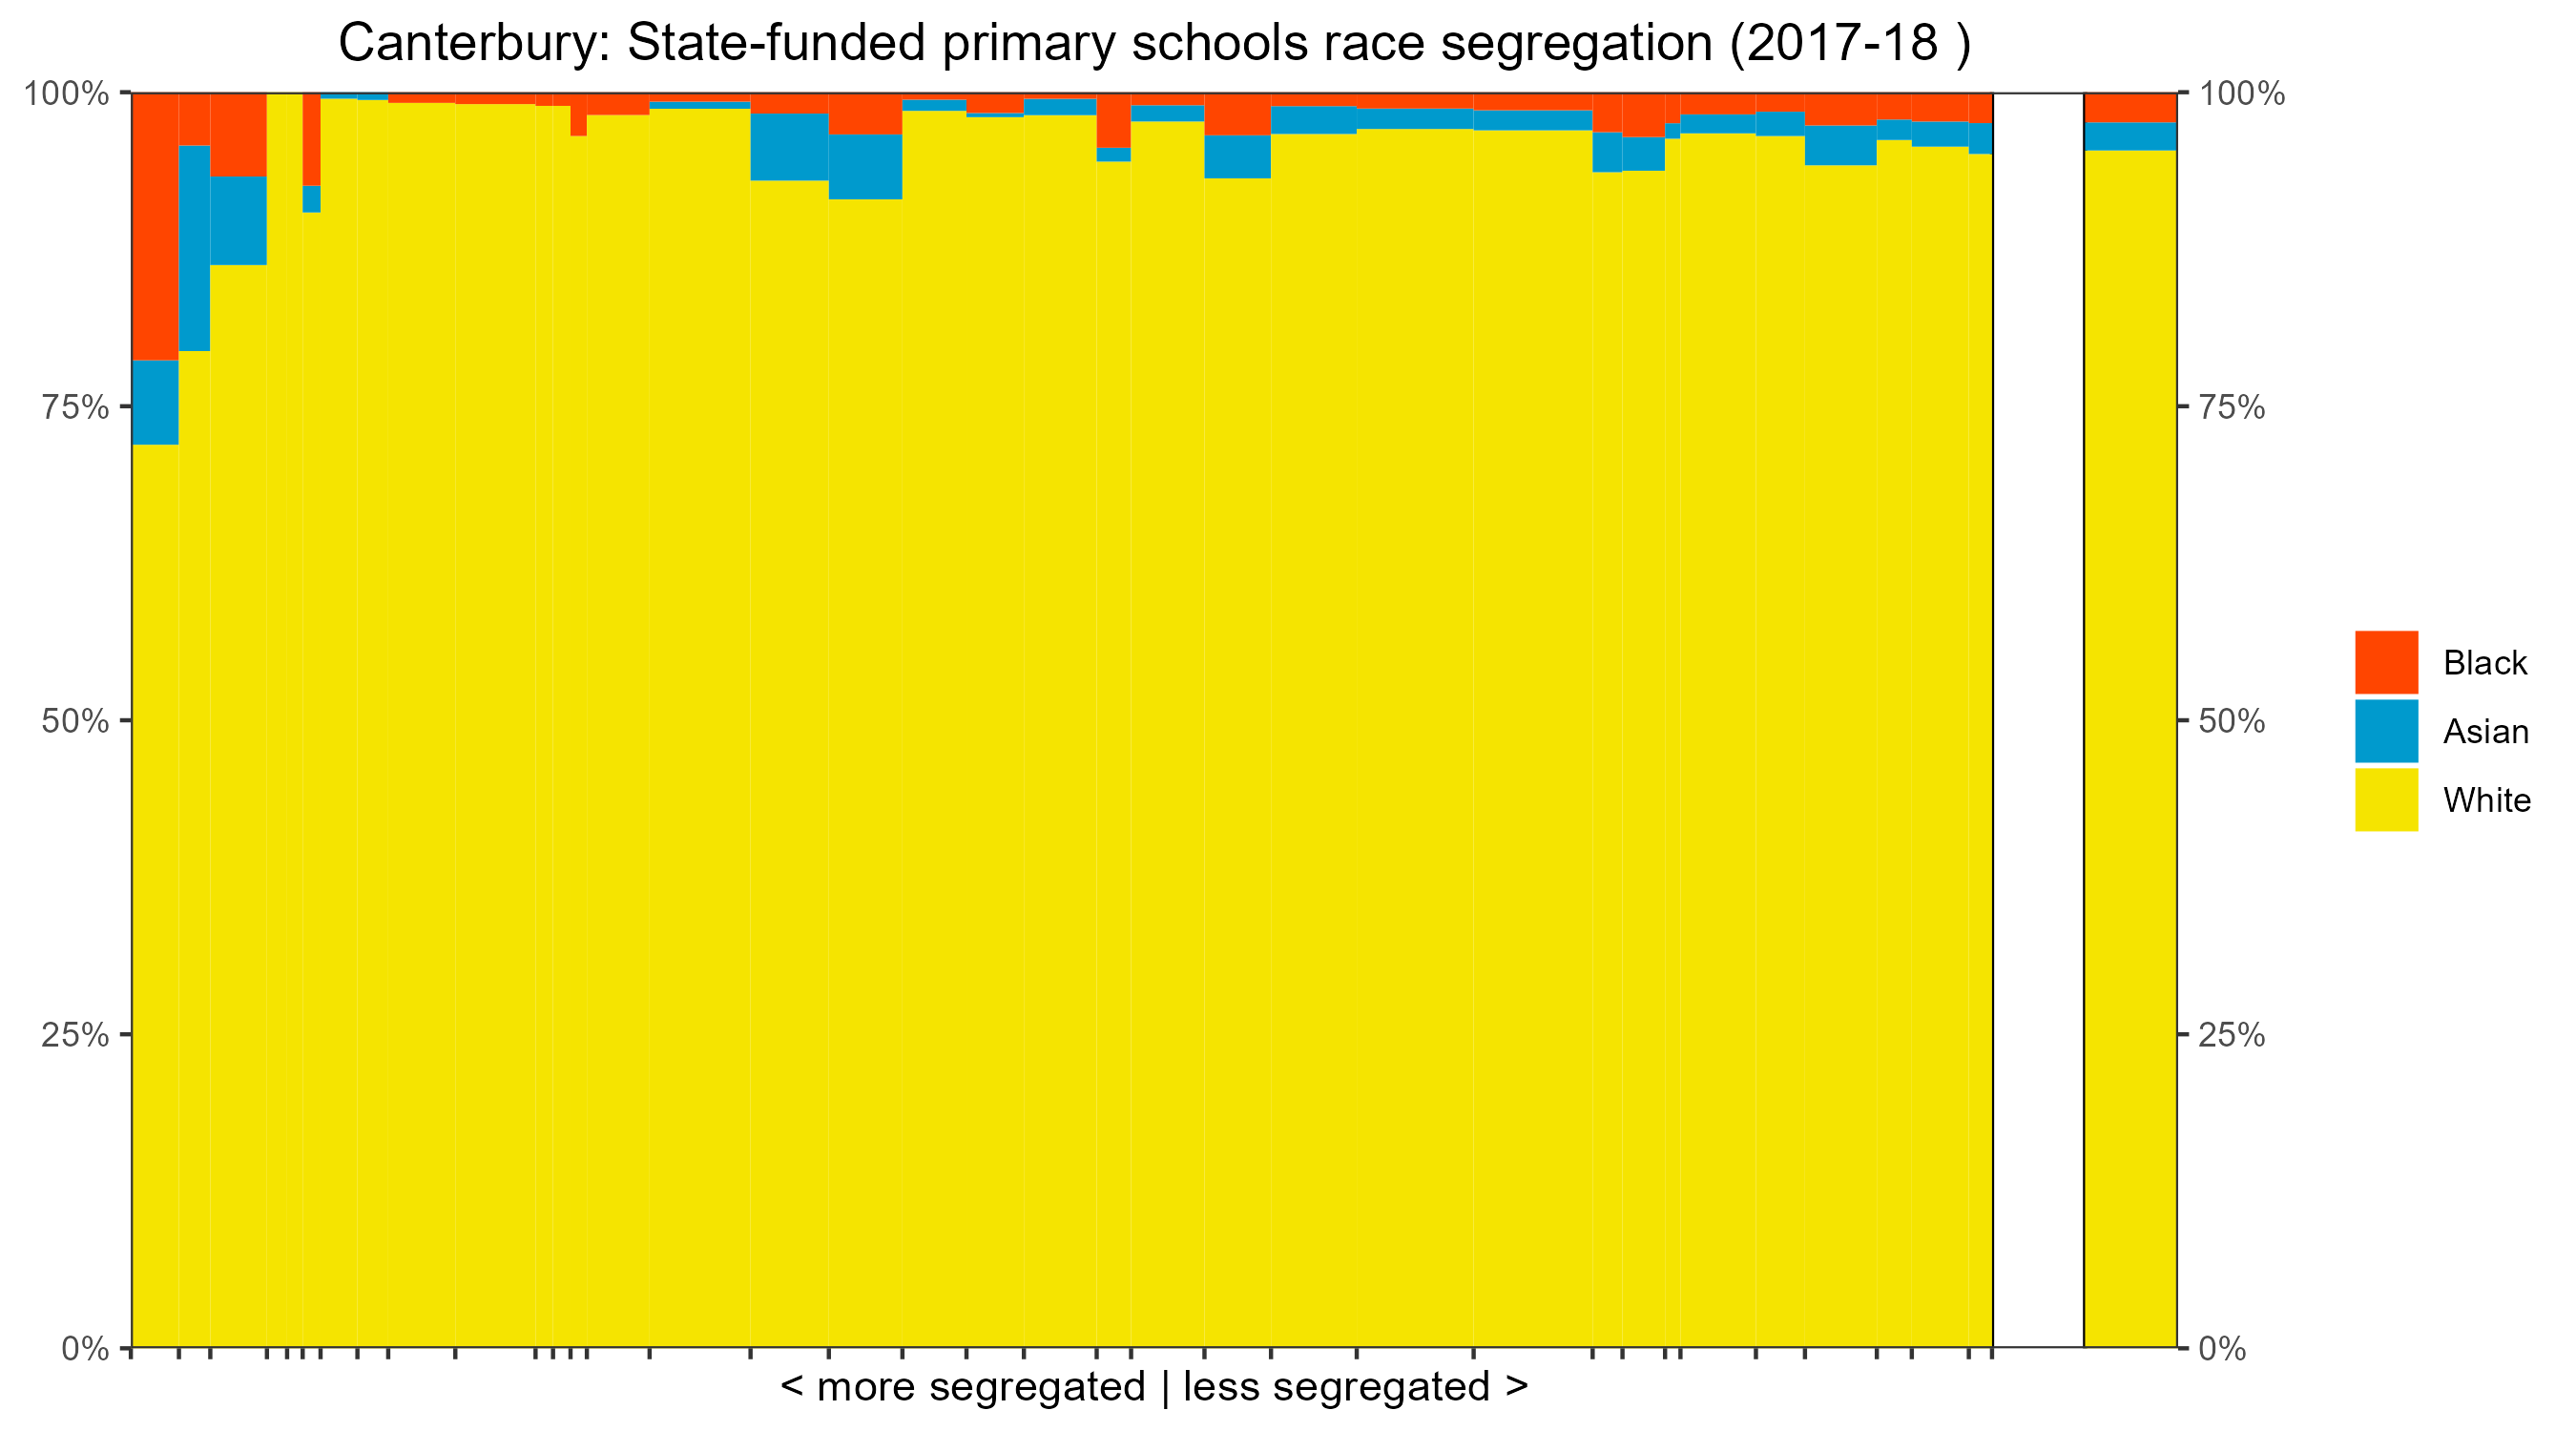 Canterbury: State-funded primary schools race segregation (2017-18 )
100%
75%
50%
25%
0%
100%
75%
50%
25%
0%
Black
Asian
White
< more segregated | less segregated >